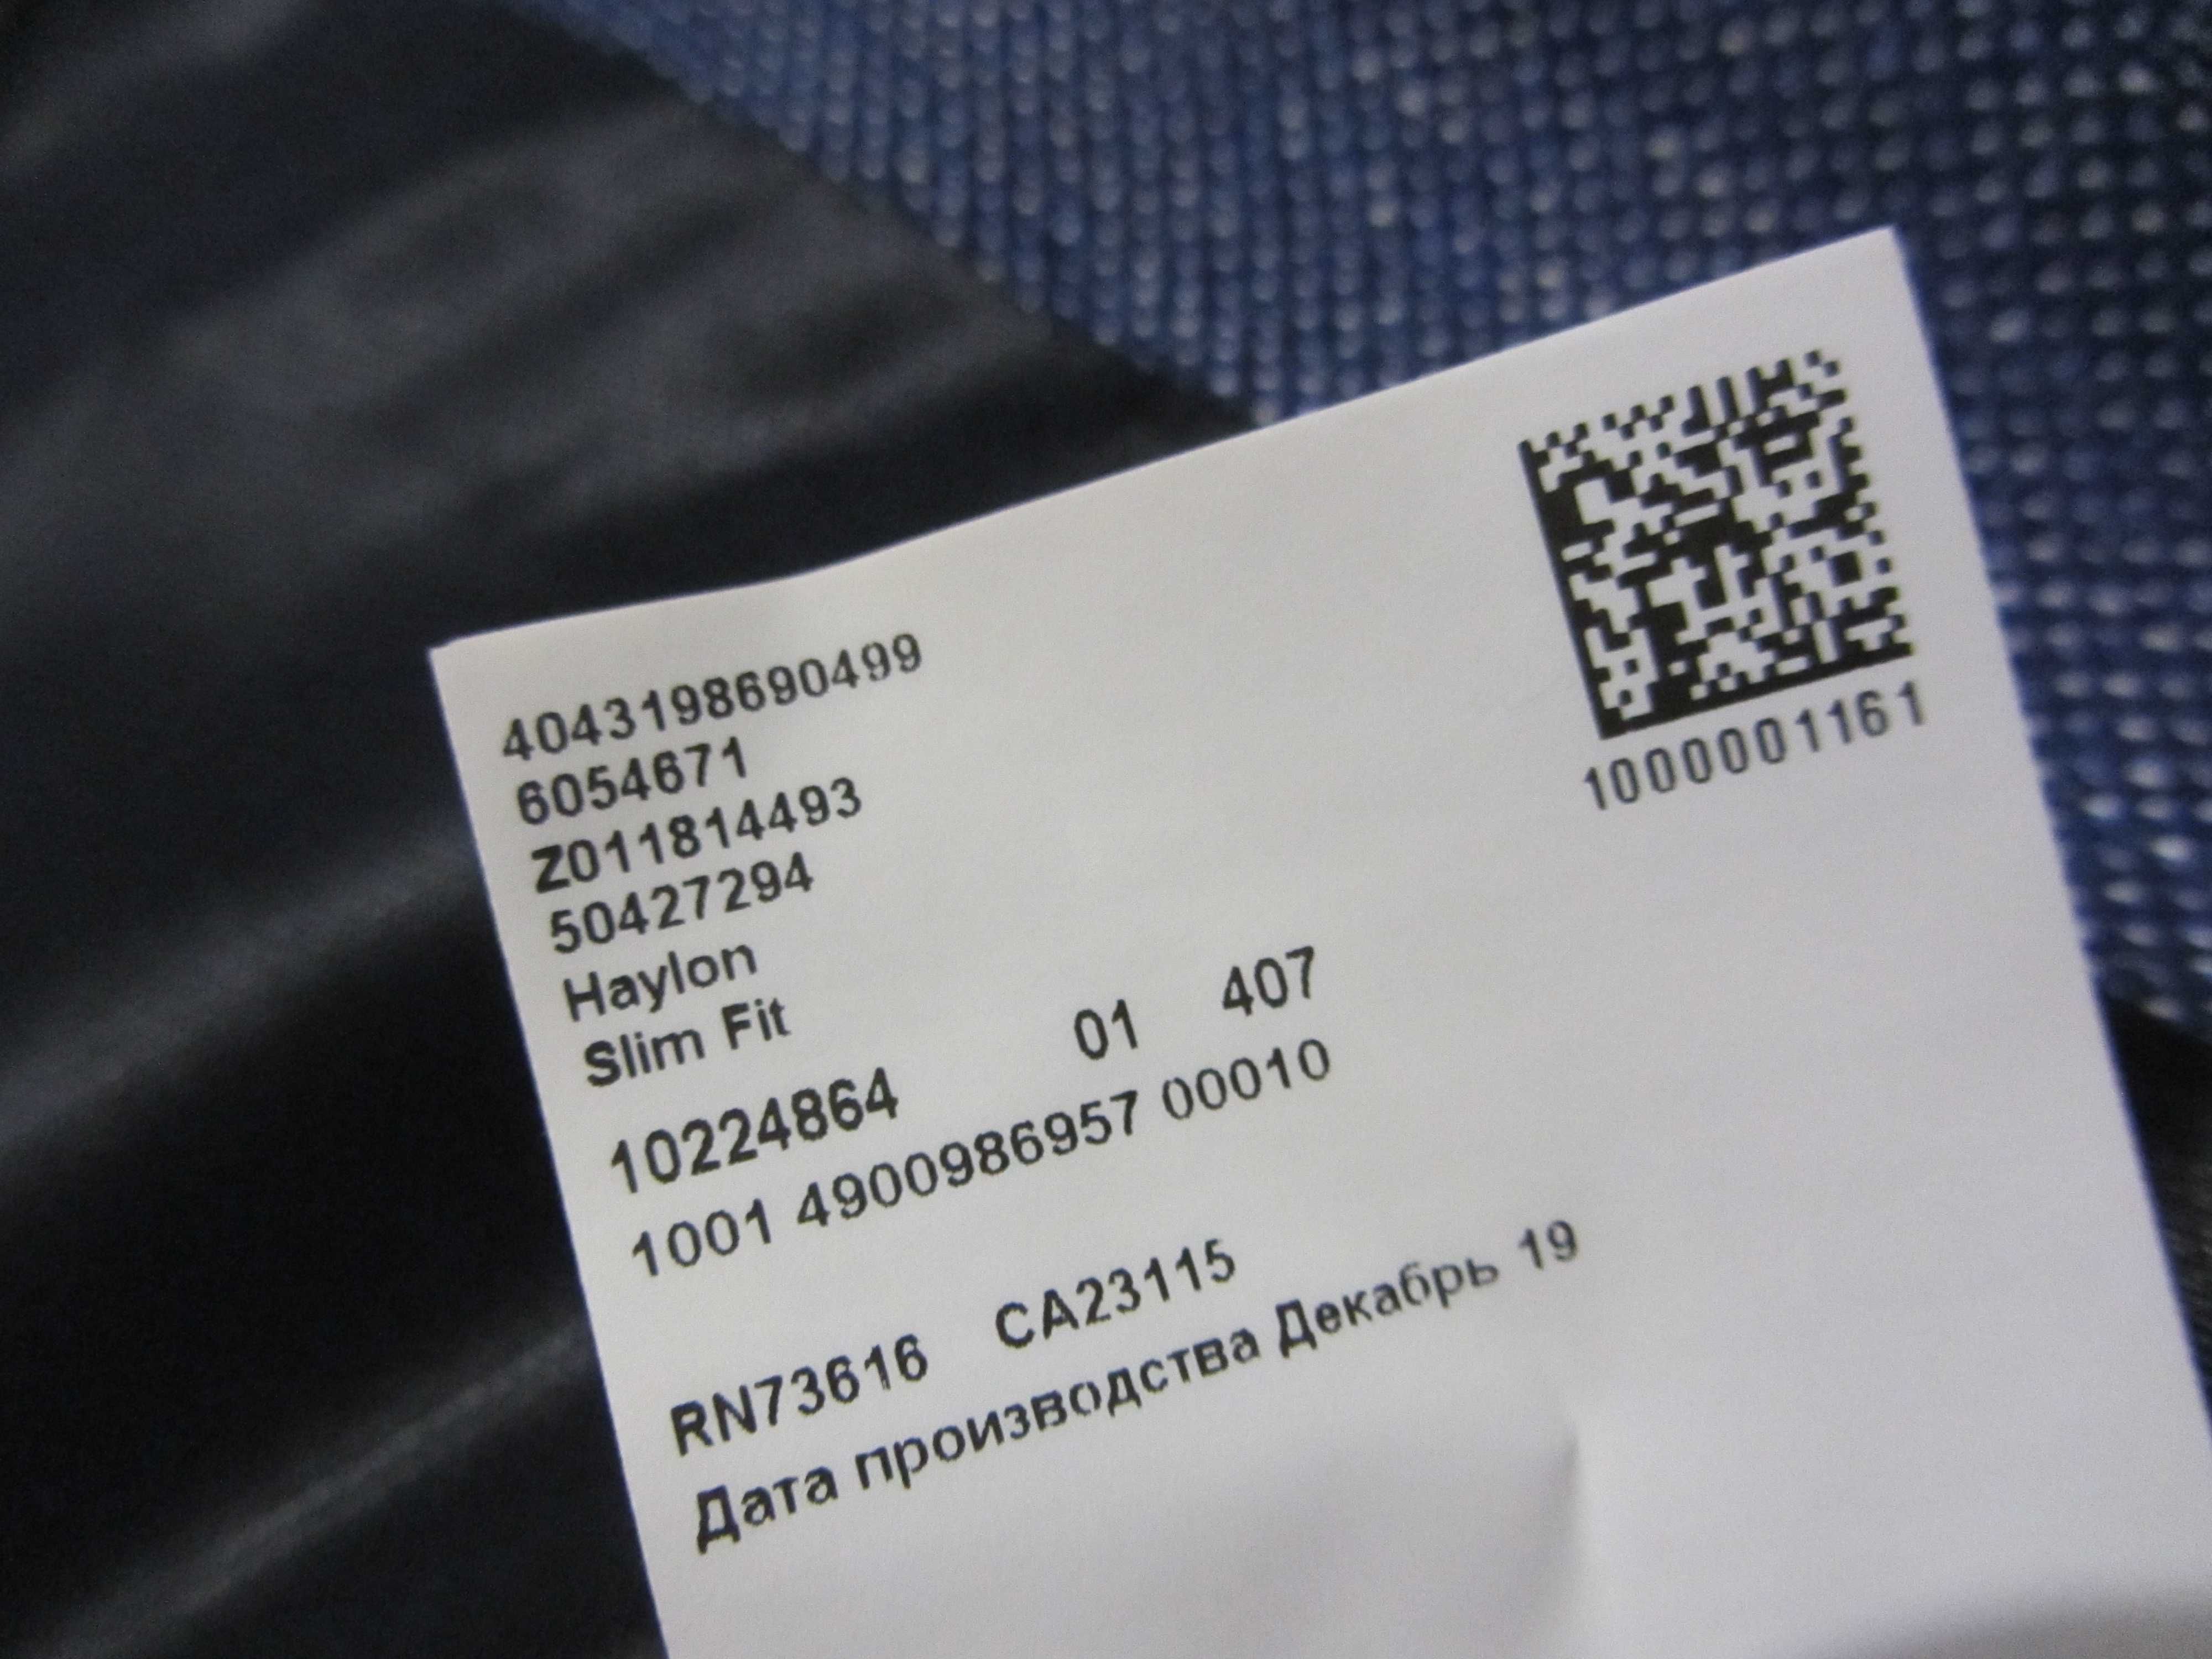 4043198690499
6054671
Z011814493
50427294
Haylon
Slim Fit
10224864 01 407
1001 4900986957 00010
RN73616 CA23115
Дата производства Декабрь 19
1000001161